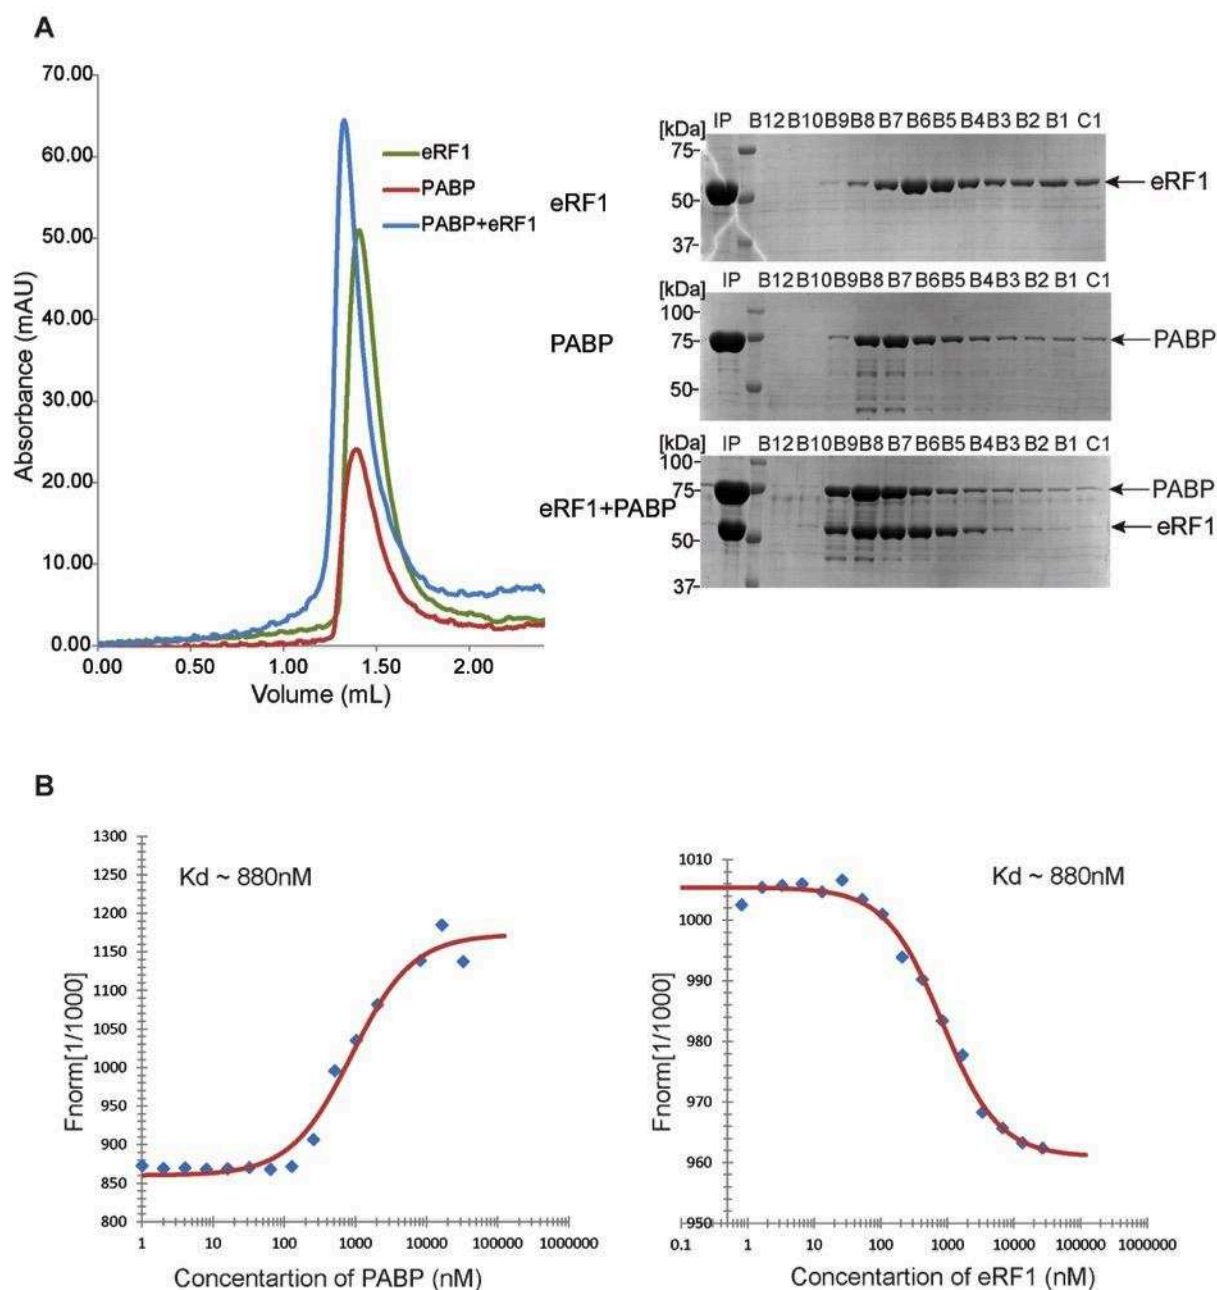 A
70.00
60.00
50.00
40.00
30.00
20.00
10.00
0.00
Absorbance (mAU)
0.00 0.50 1.00 1.50 2.00
Volume (mL)
eRF1
PABP
PABP+eRF1
eRF1
[kDa] IP B12 B10 B9 B8 B7 B6 B5 B4 B3 B2 B1 C1
75
50
37
eRF1
PABP
[kDa] IP B12 B10 B9 B8 B7 B6 B5 B4 B3 B2 B1 C1
100
75
50
PABP
eRF1+PABP
[kDa] IP B12 B10 B9 B8 B7 B6 B5 B4 B3 B2 B1 C1
100
75
50
37
PABP
eRF1
B
1300
1250
1200
1150
1100
1050
1000
950
900
850
800
Fnorm[1/1000]
Kd ~ 880nM
1 10 100 1000 10000 100000 1000000
Concentartion of PABP (nM)
1010
1000
990
980
970
960
950
Fnorm[1/1000]
Kd ~ 880nM
0.1 1 10 100 1000 10000 100000 1000000
Concentartion of eRF1 (nM)